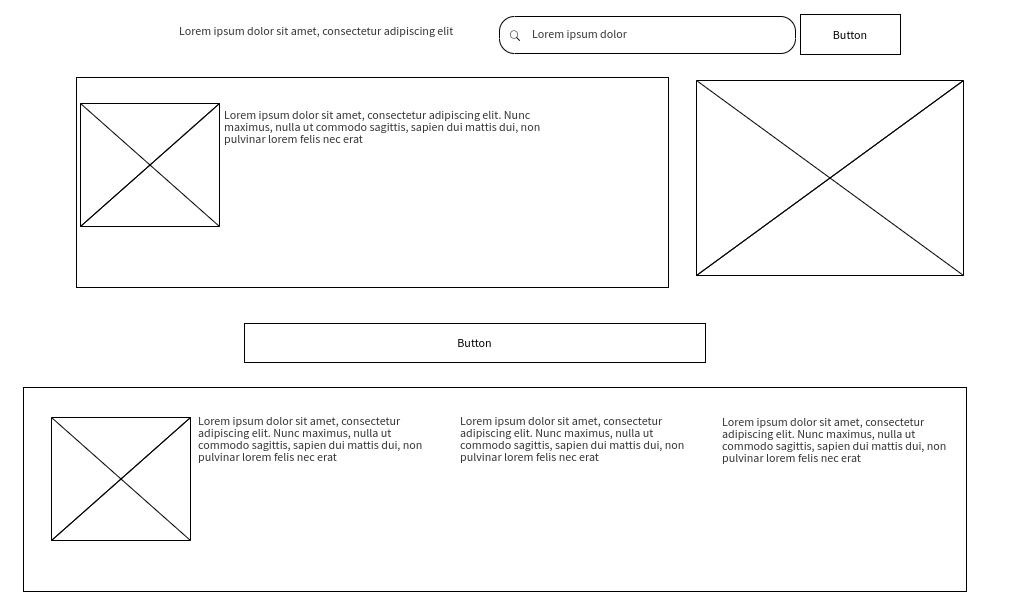 Lorem ipsum dolor sit amet, consectetur adipiscing elit
Lorem ipsum dolor
Button
Lorem ipsum dolor sit amet, consectetur adipiscing elit. Nunc
maximus, nulla ut commodo sagittis, sapien dui mattis dui, non
pulvinar lorem felis nec erat
Button
Lorem ipsum dolor sit amet, consectetur
adipiscing elit. Nunc maximus, nulla ut
commodo sagittis, sapien dui mattis dui, non
pulvinar lorem felis nec erat
Lorem ipsum dolor sit amet, consectetur
adipiscing elit. Nunc maximus, nulla ut
commodo sagittis, sapien dui mattis dui, non
pulvinar lorem felis nec erat
Lorem ipsum dolor sit amet, consectetur
adipiscing elit. Nunc maximus, nulla ut
commodo sagittis, sapien dui mattis dui, non
pulvinar lorem felis nec erat